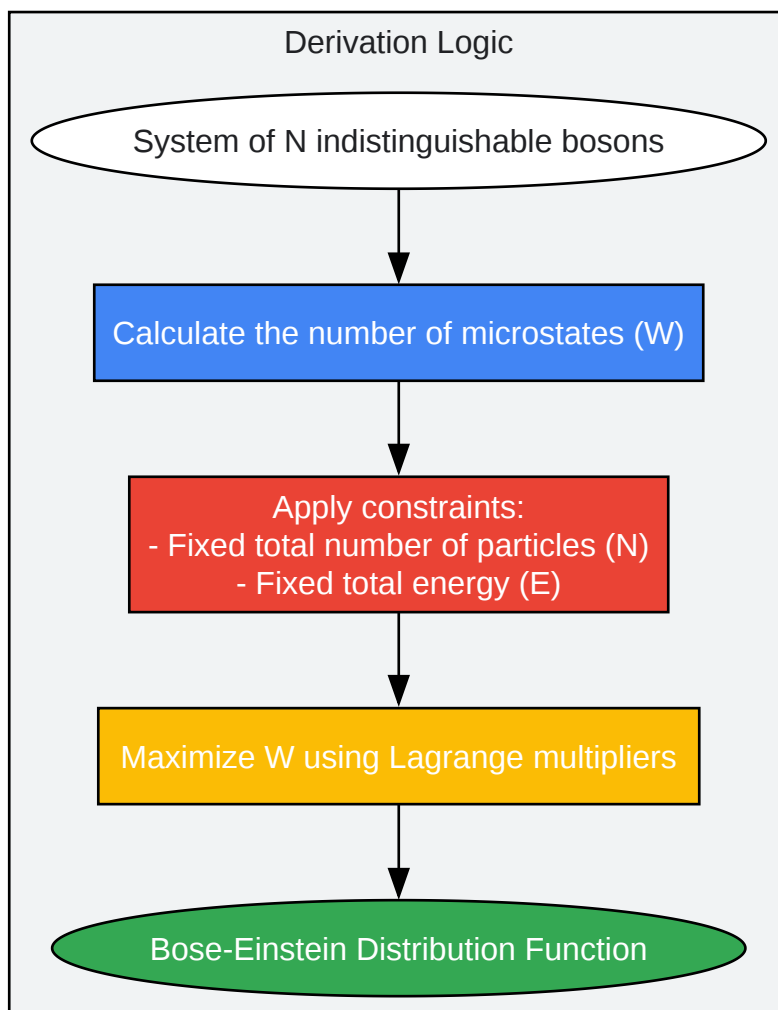 Derivation Logic
System of N indistinguishable bosons
Calculate the number of microstates (W)
Apply constraints:
- Fixed total number of particles (N)
- Fixed total energy (E)
Maximize W using Lagrange multipliers
Bose-Einstein Distribution Function